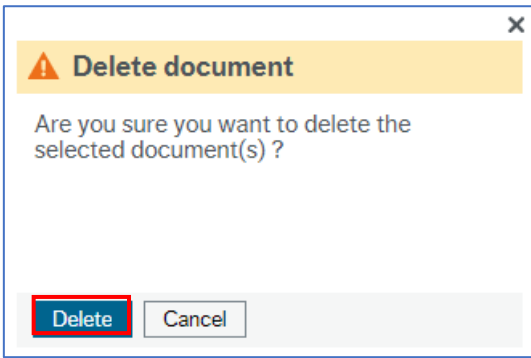 Delete document
Are you sure you want to delete the
selected document(s) ?
Delete
Cancel